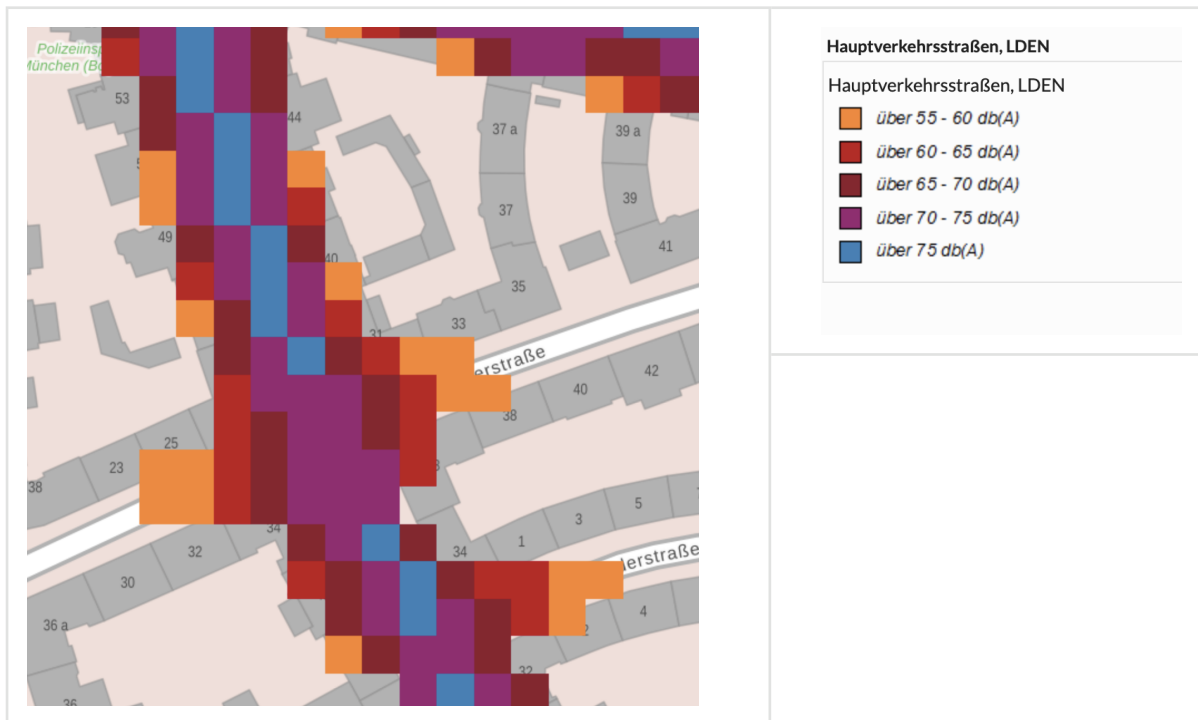 Polizeiinsp
München (Bo
53
44
37 a
39 a
37
39
49
40
41
35
33
31
erstraße
42
40
38
25
23
38
34
32
5
3
1
34
lerstraße
30
4
2
36 a
32
36
Hauptverkehrsstraßen, LDEN
Hauptverkehrsstraßen, LDEN
über 55 - 60 db(A)
über 60 - 65 db(A)
über 65 - 70 db(A)
über 70 - 75 db(A)
über 75 db(A)